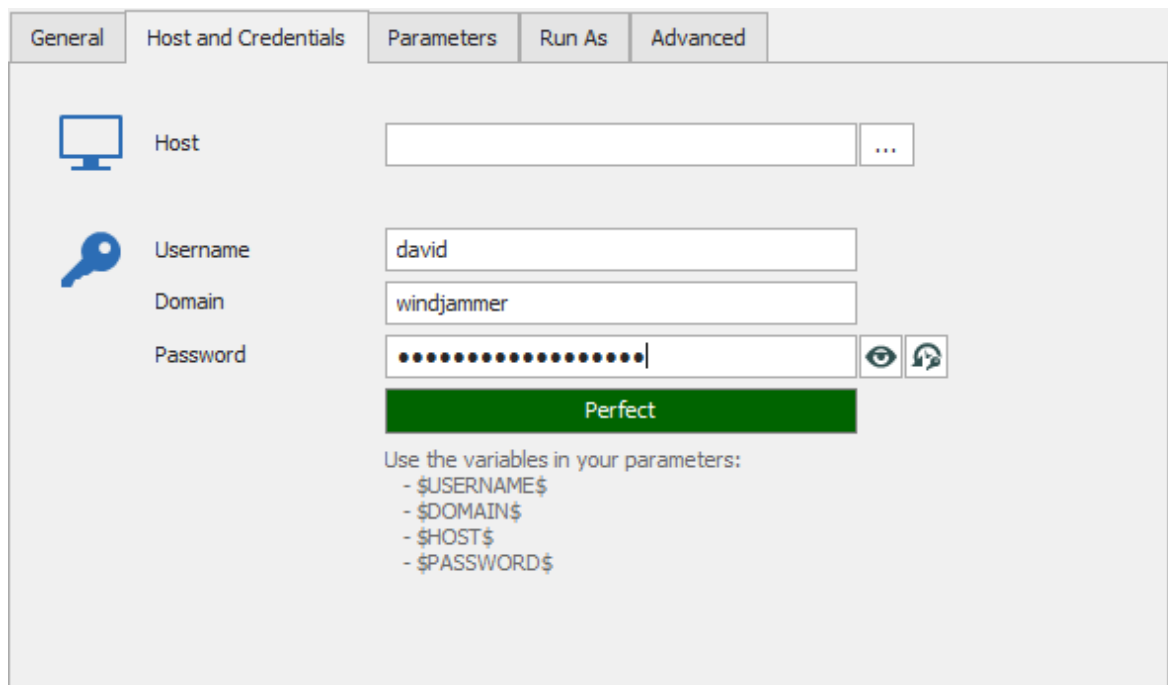 General Host and Credentials Parameters Run As Advanced
Host ...
Username david
Domain windjammer
Password ••••••••••••••••••
Perfect
Use the variables in your parameters:
- $USERNAME$
- $DOMAIN$
- $HOST$
- $PASSWORD$